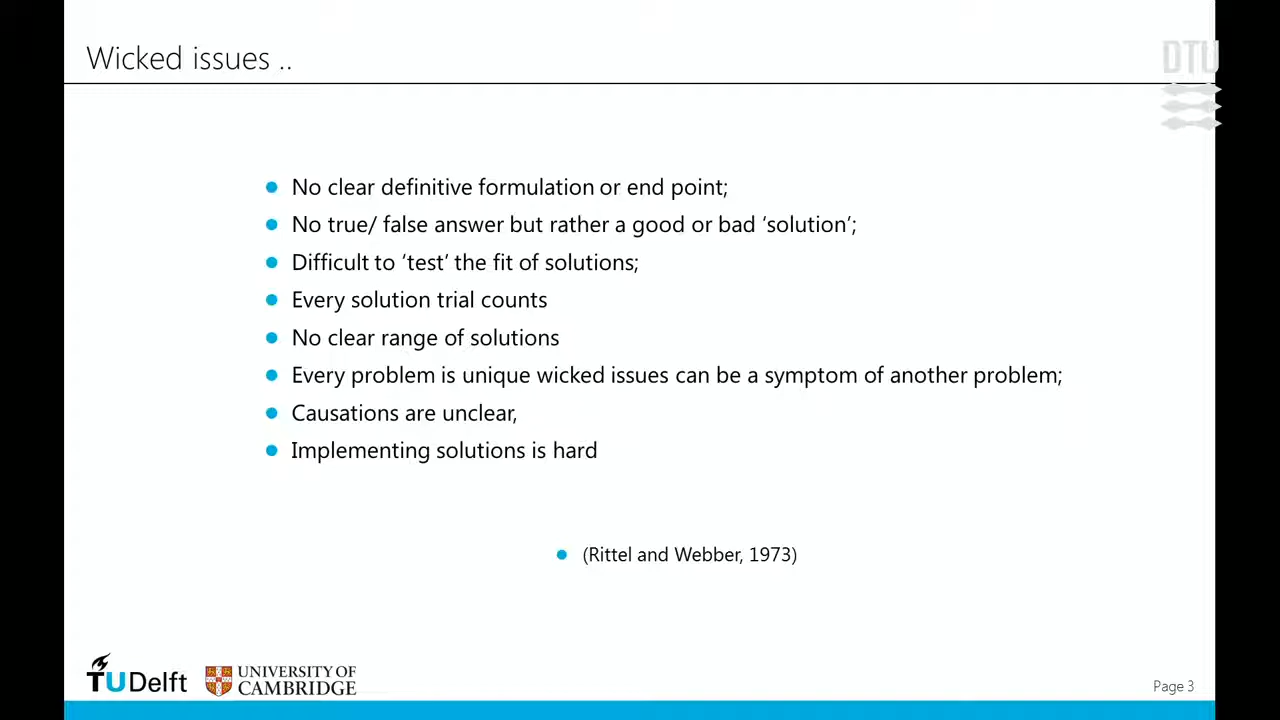 Wicked issues ..
DTU
No clear definitive formulation or end point;
No true/ false answer but rather a good or bad ‘solution’;
Difficult to ‘test’ the fit of solutions;
Every solution trial counts
No clear range of solutions
Every problem is unique wicked issues can be a symptom of another problem;
Causations are unclear,
Implementing solutions is hard
(Rittel and Webber, 1973)
TUDelft
UNIVERSITY OF
CAMBRIDGE
Page 3